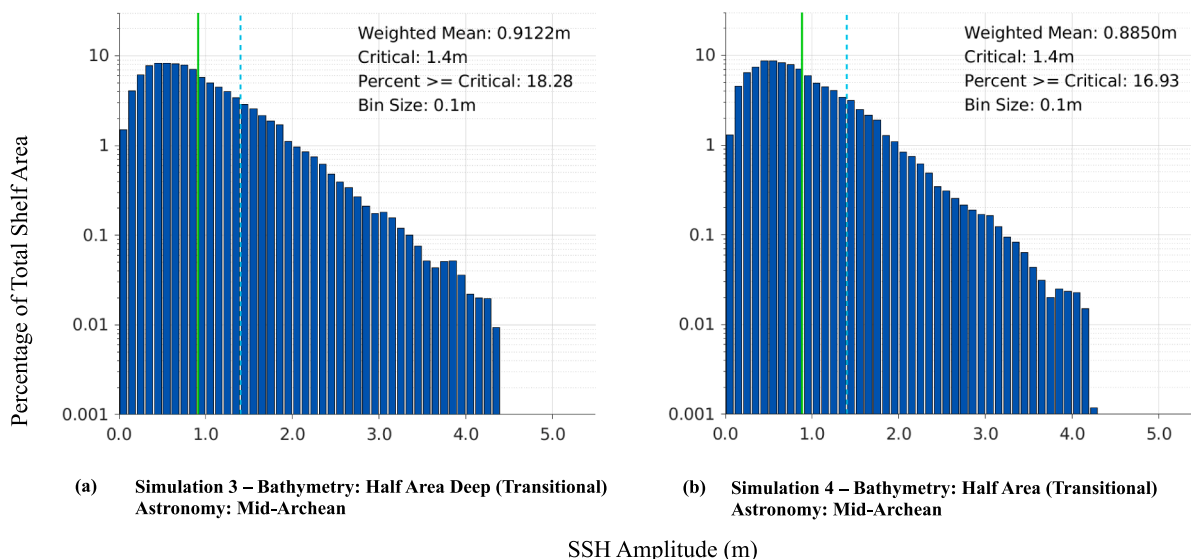 Percentage of Total Shelf Area
10
1
0.1
0.01
0.001
0.0
1.0
2.0
3.0
4.0
5.0
Weighted Mean: 0.9122m
Critical: 1.4m
Percent >= Critical: 18.28
Bin Size: 0.1m
(a) Simulation 3 – Bathymetry: Half Area Deep (Transitional)
Astronomy: Mid-Archean
10
1
0.1
0.01
0.001
0.0
1.0
2.0
3.0
4.0
5.0
Weighted Mean: 0.8850m
Critical: 1.4m
Percent >= Critical: 16.93
Bin Size: 0.1m
(b) Simulation 4 – Bathymetry: Half Area (Transitional)
Astronomy: Mid-Archean
SSH Amplitude (m)